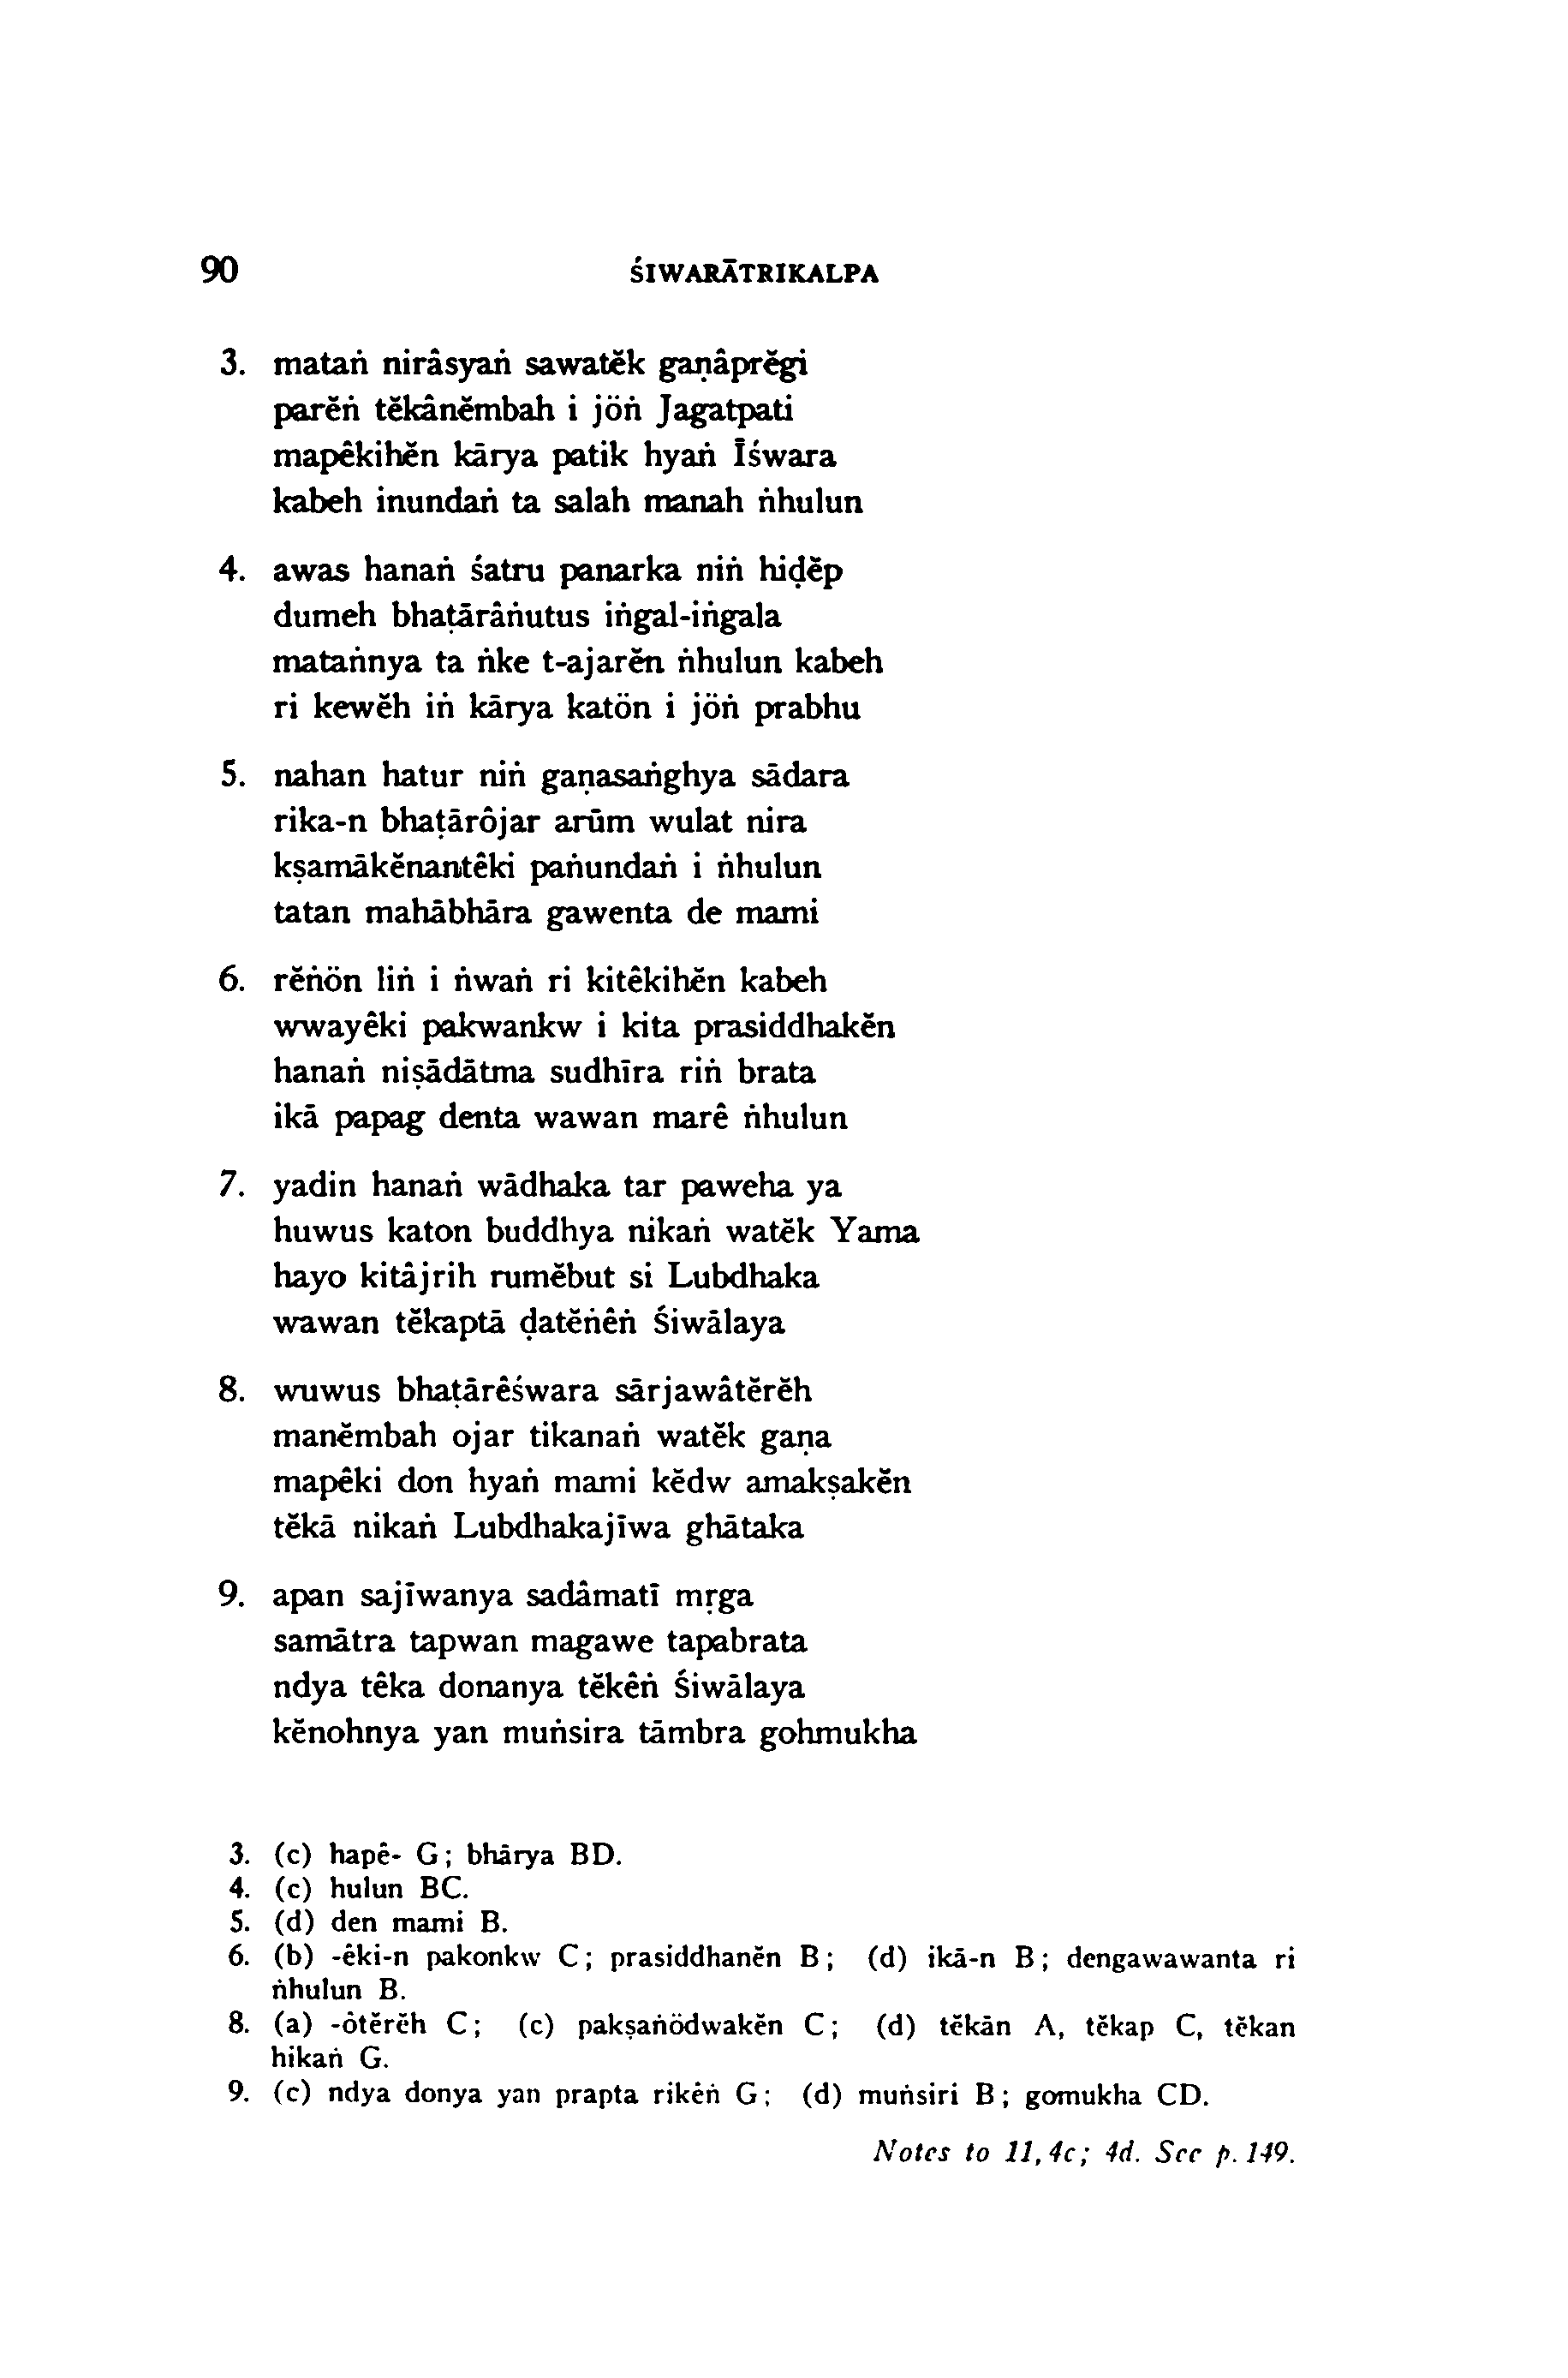 90
ŚIWARĀTRIKALPA
3. mataṅ nirâsyaṅ sawatĕk gaṇâprĕgi
parĕṅ tĕkânĕmbah i jöṅ Jagatpati
mapêkihĕn kārya patik hyaṅ Īśwara
kabeh inundaṅ ta salah manah ṅhulun
4. awas hanaṅ śatru panarka niṅ hiḍĕp
dumeh bhaṭārâṅutus iṅgal-iṅgala
mataṅnya ta ṅke t-ajarĕn ṅhulun kabeh
ri kewĕh iṅ kārya katön i jöṅ prabhu
5. nahan hatur niṅ gaṇasaṅghya sādara
rika-n bhaṭārôjar arūm wulat nira
kṣamākĕnantêki paṅundaṅ i ṅhulun
tatan mahābhāra gawenta de mami
6. rĕṅön liṅ i ṅwaṅ ri kitêkihĕn kabeh
wwayêki pakwankw i kita prasiddhakĕn
hanaṅ niṣādātma sudhīra riṅ brata
ikā papag denta wawan marê ṅhulun
7. yadin hanaṅ wādhaka tar paweha ya
huwus katon buddhya nikaṅ watĕk Yama
hayo kitâjrih rumĕbut si Lubdhaka
wawan tĕkaptā ḍatĕṅêṅ Śiwālaya
8. wuwus bhaṭārêśwara sārjawâtĕrĕh
manĕmbah ojar tikanaṅ watĕk gaṇa
mapêki don hyaṅ mami kĕdw amakṣakĕn
tĕkā nikaṅ Lubdhakajīwa ghātaka
9. apan sajīwanya sadâmatī mṛga
samātra tapwan magawe tapabrata
ndya têka donanya tĕkêṅ Śiwālaya
kĕnohnya yan muṅsira tāmbra gohmukha
3. (c) hapê- G; bhārya BD.
4. (c) hulun BC.
5. (d) den mami B.
6. (b) -êki-n pakonkw C; prasiddhanĕn B; (d) ikā-n B; dengawawanta ri
ṅhulun B.
8. (a) -ôtĕrĕh C; (c) pakṣaṅödwakĕn C; (d) tĕkān A, tĕkap C, tĕkan
hikaṅ G.
9. (c) ndya donya yan prapta rikêṅ G; (d) muṅsiri B; gomukha CD.
Notes to 11, 4c; 4d. See p. 149.